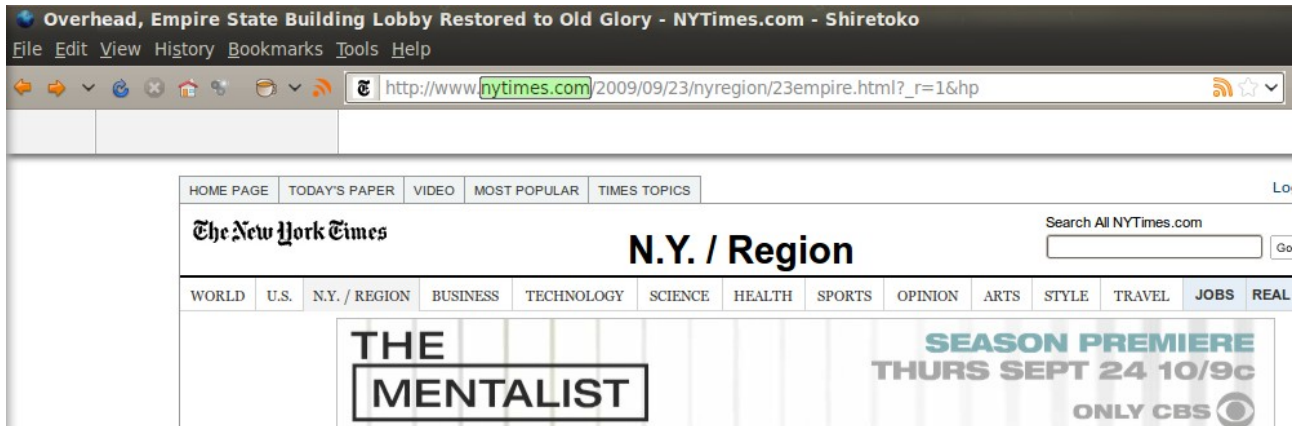 Overhead, Empire State Building Lobby Restored to Old Glory - NYTimes.com - Shiretoko
File Edit View History Bookmarks Tools Help
http://www.nytimes.com/2009/09/23/nyregion/23empire.html?_r=1&hp
HOME PAGE TODAY'S PAPER VIDEO MOST POPULAR TIMES TOPICS Lo
The New York Times
N.Y. / Region
Search All NYTimes.com
Go
WORLD U.S. N.Y. / REGION BUSINESS TECHNOLOGY SCIENCE HEALTH SPORTS OPINION ARTS STYLE TRAVEL JOBS REAL
THE
MENTALIST
SEASON PREMIERE
THURS SEPT 24 10/9c
ONLY CBS